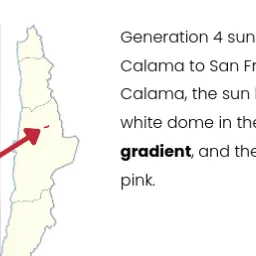 Generation 4 sun
Calama to San Fr
Calama, the sun
white dome in the
gradient, and the
pink.